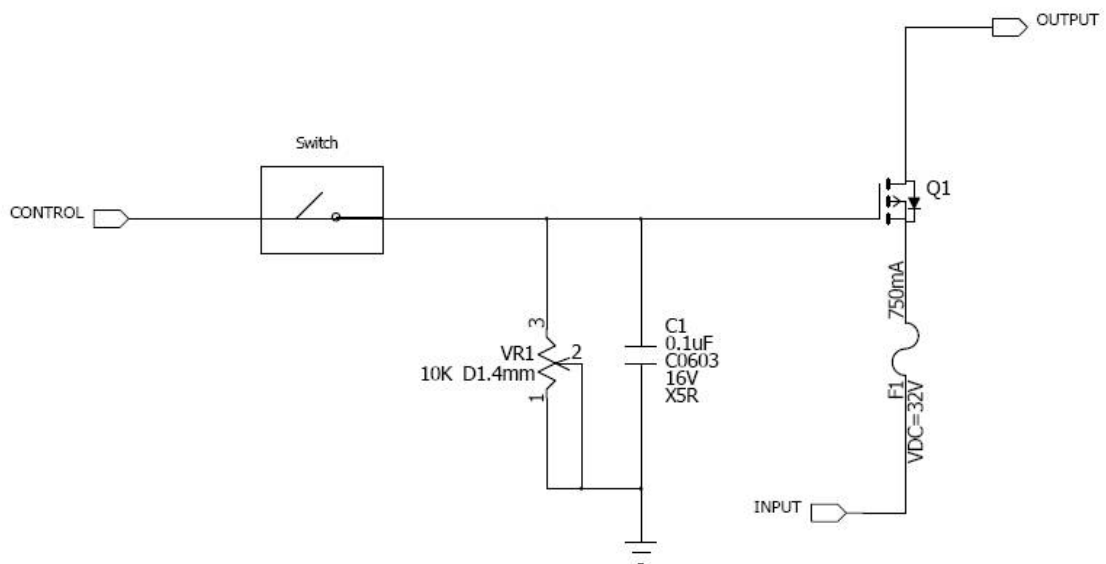 OUTPUT
Switch
Q1
CONTROL
750mA
3
VR1
2
10K D1.4mm
1
C1
0.1uF
C0603
16V
X5R
F1
VDC=32V
INPUT